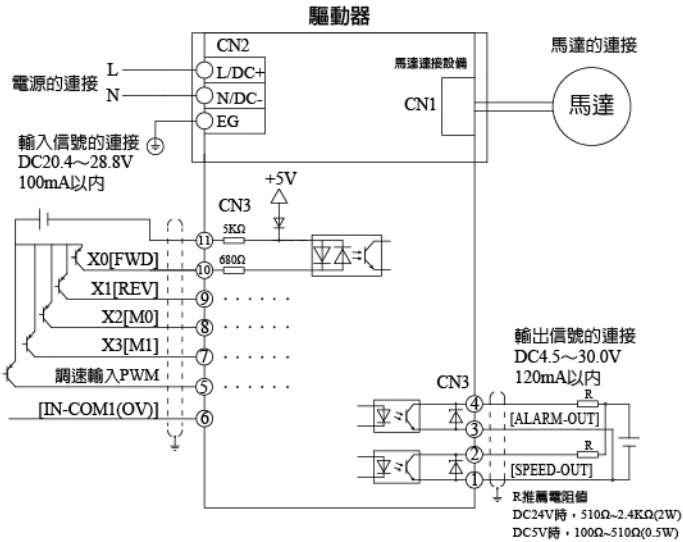 驅動器
CN2
L/DC+
N/DC-
EG
電源的連接
L
N
馬達連接設備
CN1
馬達的連接
馬達
輸入信號的連接
DC20.4～28.8V
100mA以内
+5V
CN3
⑪ 5KΩ
X0[FWD] ⑩ 680Ω
X1[REV] ⑨
X2[M0] ⑧
X3[M1] ⑦
調速輸入PWM ⑤
[IN-COM1(OV)] ⑥
輸出信號的連接
DC4.5～30.0V
120mA以内
CN3
④ R
③ [ALARM-OUT]
② R
① [SPEED-OUT]
R推薦電阻值
DC24V時，510Ω~2.4KΩ(2W)
DC5V時，100Ω~510Ω(0.5W)